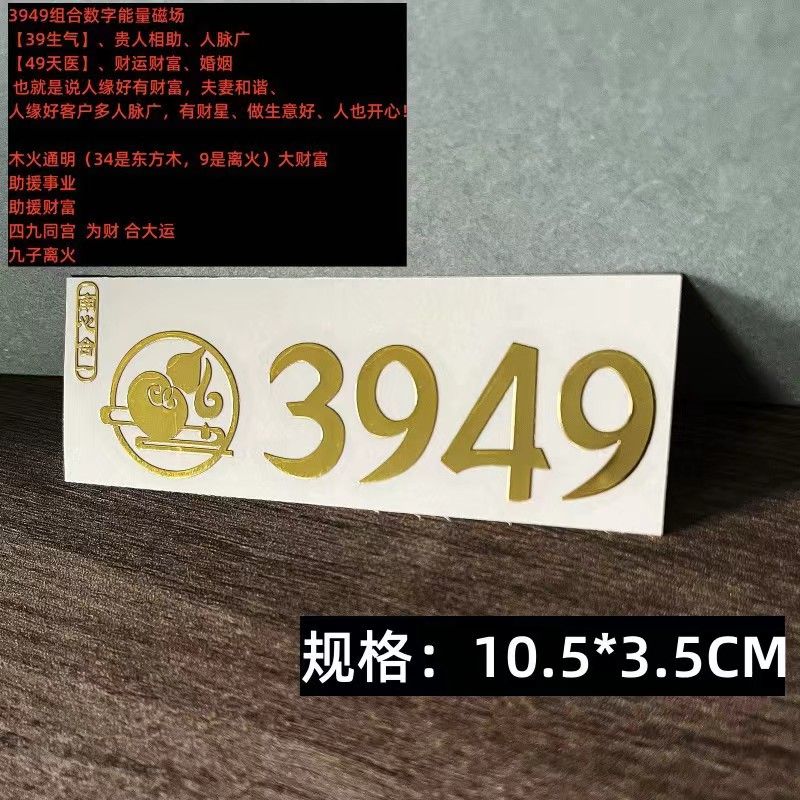 3949组合数字能量磁场
【39生气】、贵人相助、人脉广
【49天医】、财运财富、婚姻
也就是说人缘好有财富，夫妻和谐、
人缘好客户多人脉广，有财星、做生意好、人也开心！
木火通明（34是东方木，9是离火）大财富
助援事业
助援财富
四九同宫 为财 合大运
九子离火
3949
规格：10.5*3.5CM